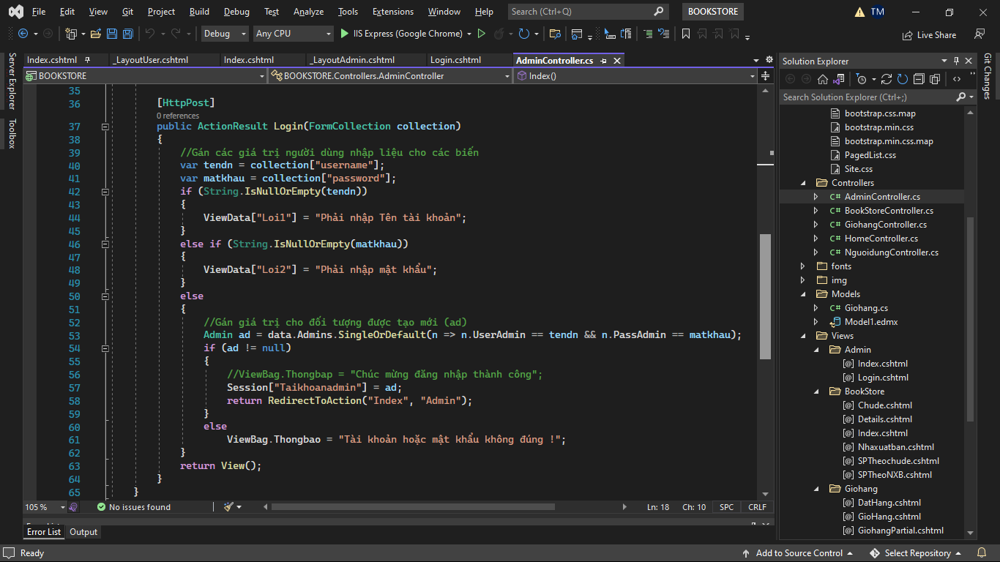 File Edit View Git Project Build Debug Test Analyze Tools Extensions Window Help Search (Ctrl+Q) BOOKSTORE TM
Debug Any CPU IIS Express (Google Chrome) Live Share
Server Explorer
Toolbox
Index.cshtml _LayoutUser.cshtml Index.cshtml _LayoutAdmin.cshtml Login.cshtml AdminController.cs
BOOKSTORE BOOKSTORE.Controllers.AdminController Index()
35
36 [HttpPost]
0 references
37 public ActionResult Login(FormCollection collection)
38 {
39 //Gán các giá trị người dùng nhập liệu cho các biến
40 var tendn = collection["username"];
41 var matkhau = collection["password"];
42 if (String.IsNullOrEmpty(tendn))
43 {
44 ViewData["Loi1"] = "Phải nhập Tên tài khoản";
45 }
46 else if (String.IsNullOrEmpty(matkhau))
47 {
48 ViewData["Loi2"] = "Phải nhập mật khẩu";
49 }
50 else
51 {
52 //Gán giá trị cho đối tượng được tạo mới (ad)
53 Admin ad = data.Admins.SingleOrDefault(n => n.UserAdmin == tendn && n.PassAdmin == matkhau);
54 if (ad != null)
55 {
56 //ViewBag.Thongbap = "Chúc mừng đăng nhập thành công";
57 Session["Taikhoanadmin"] = ad;
58 return RedirectToAction("Index", "Admin");
59 }
60 else
61 ViewBag.Thongbao = "Tài khoản hoặc mật khẩu không đúng !";
62 }
63 return View();
64 }
65 }
105 % No issues found Ln: 18 Ch: 10 SPC CRLF
Error List Output
Solution Explorer
Search Solution Explorer (Ctrl+;)
bootstrap.css.map
bootstrap.min.css
bootstrap.min.css.map
PagedList.css
Site.css
Controllers
C# AdminController.cs
C# BookStoreController.cs
C# GiohangController.cs
C# HomeController.cs
C# NguoidungController.cs
fonts
img
Models
C# Giohang.cs
Model1.edmx
Views
Admin
[@] Index.cshtml
[@] Login.cshtml
BookStore
[@] Chude.cshtml
[@] Details.cshtml
[@] Index.cshtml
[@] Nhaxuatban.cshtml
[@] SPTheochude.cshtml
[@] SPTheoNXB.cshtml
Giohang
[@] DatHang.cshtml
[@] GioHang.cshtml
[@] GiohangPartial.cshtml
Git Changes
Ready Add to Source Control Select Repository